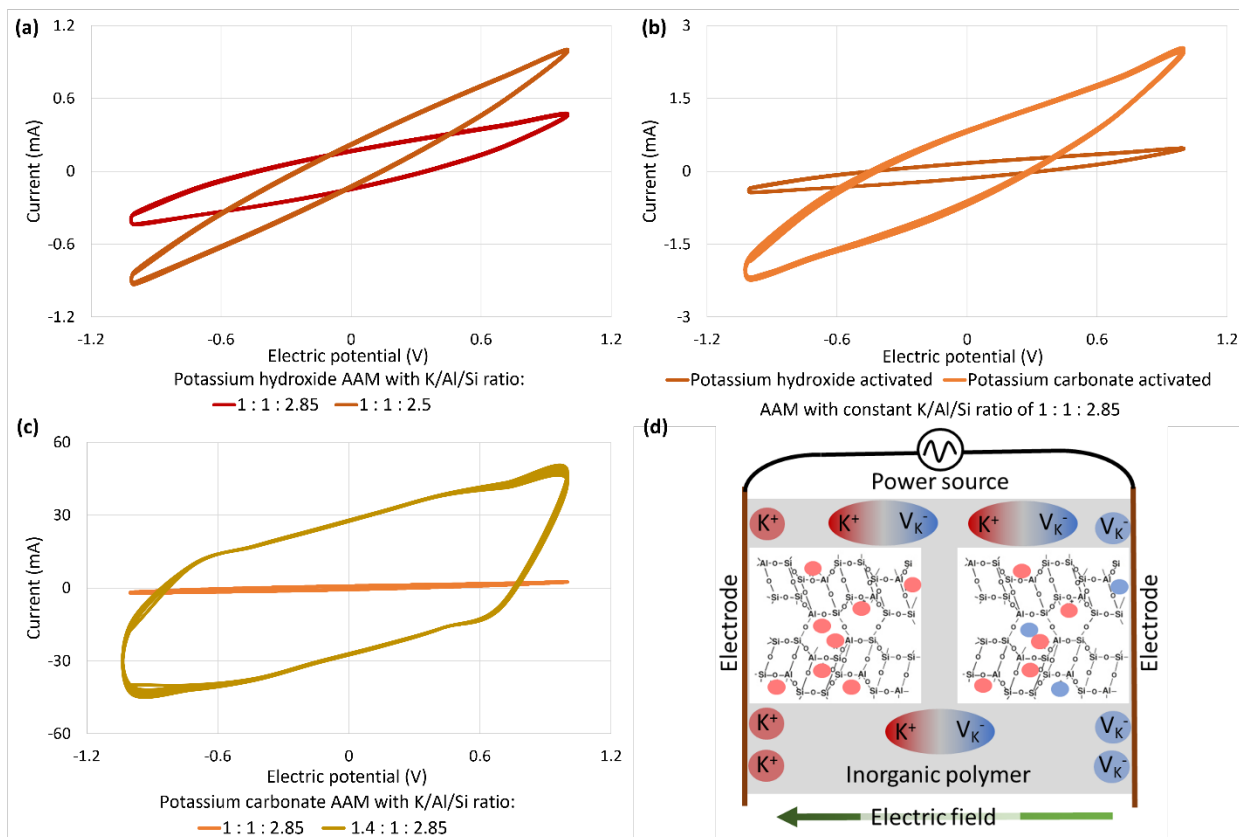 (a)
1.2
0.6
0
-0.6
-1.2
-1.2
-0.6
0
0.6
1.2
Current (mA)
Electric potential (V)
Potassium hydroxide AAM with K/Al/Si ratio:
1 : 1 : 2.85
1 : 1 : 2.5
(b)
3
1.5
0
-1.5
-3
-1.2
-0.6
0
0.6
1.2
Current (mA)
Electric potential (V)
Potassium hydroxide activated
Potassium carbonate activated
AAM with constant K/Al/Si ratio of 1 : 1 : 2.85
(c)
60
30
0
-30
-60
-1.2
-0.6
0
0.6
1.2
Current (mA)
Electric potential (V)
Potassium carbonate AAM with K/Al/Si ratio:
1 : 1 : 2.85
1.4 : 1 : 2.85
(d)
Power source
K⁺
K⁺ V_K⁻
K⁺ V_K⁻
V_K⁻
Electrode
Electrode
K⁺
K⁺ V_K⁻
V_K⁻
K⁺
V_K⁻
Inorganic polymer
Electric field